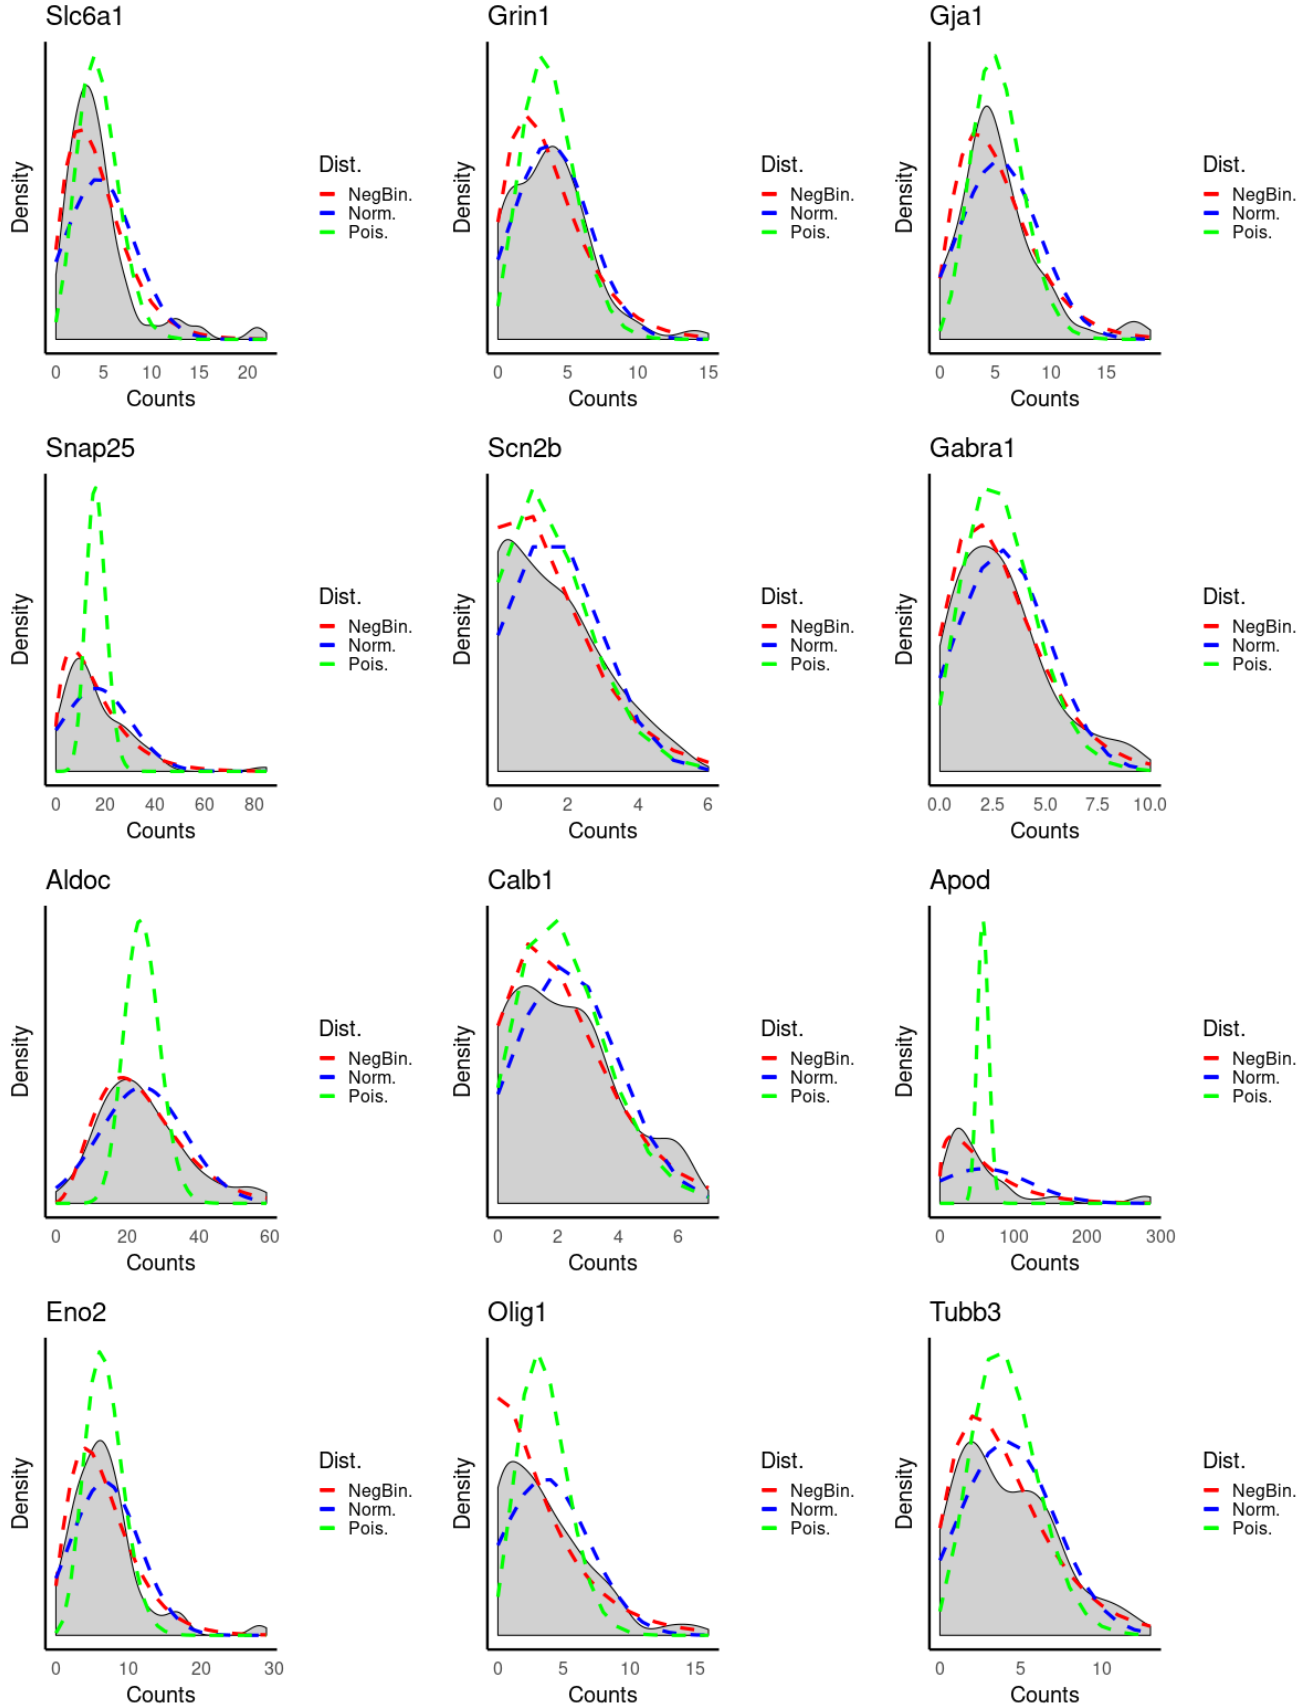 Slc6a1
Density
Dist.
NegBin.
Norm.
Pois.
0 5 10 15 20
Counts
Grin1
Density
Dist.
NegBin.
Norm.
Pois.
0 5 10 15
Counts
Gja1
Density
Dist.
NegBin.
Norm.
Pois.
0 5 10 15
Counts
Snap25
Density
Dist.
NegBin.
Norm.
Pois.
0 20 40 60 80
Counts
Scn2b
Density
Dist.
NegBin.
Norm.
Pois.
0 2 4 6
Counts
Gabra1
Density
Dist.
NegBin.
Norm.
Pois.
0.0 2.5 5.0 7.5 10.0
Counts
Aldoc
Density
Dist.
NegBin.
Norm.
Pois.
0 20 40 60
Counts
Calb1
Density
Dist.
NegBin.
Norm.
Pois.
0 2 4 6
Counts
Apod
Density
Dist.
NegBin.
Norm.
Pois.
0 100 200 300
Counts
Eno2
Density
Dist.
NegBin.
Norm.
Pois.
0 10 20 30
Counts
Olig1
Density
Dist.
NegBin.
Norm.
Pois.
0 5 10 15
Counts
Tubb3
Density
Dist.
NegBin.
Norm.
Pois.
0 5 10
Counts